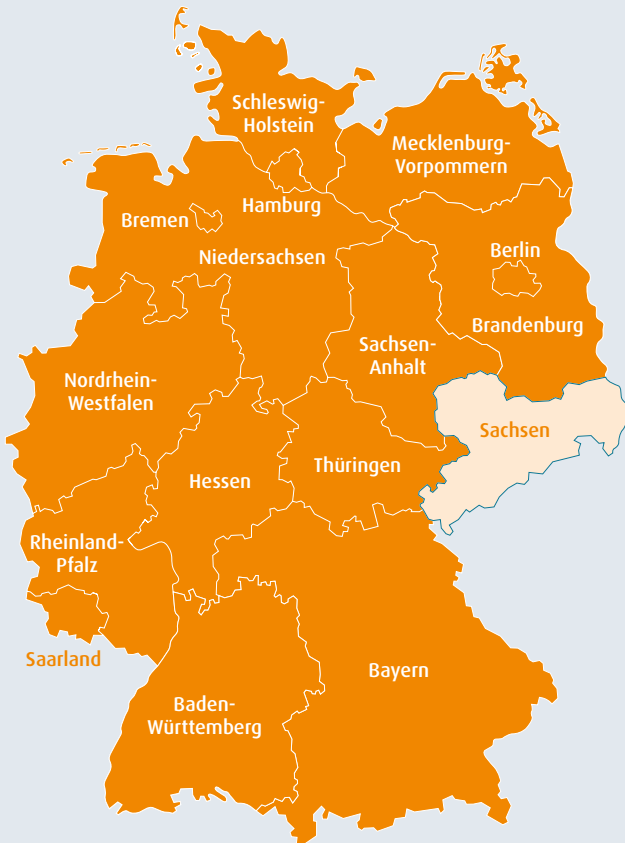 Schleswig-
Holstein
Mecklenburg-
Vorpommern
Hamburg
Bremen
Niedersachsen
Berlin
Brandenburg
Sachsen-
Anhalt
Nordrhein-
Westfalen
Sachsen
Thüringen
Hessen
Rheinland-
Pfalz
Saarland
Bayern
Baden-
Württemberg